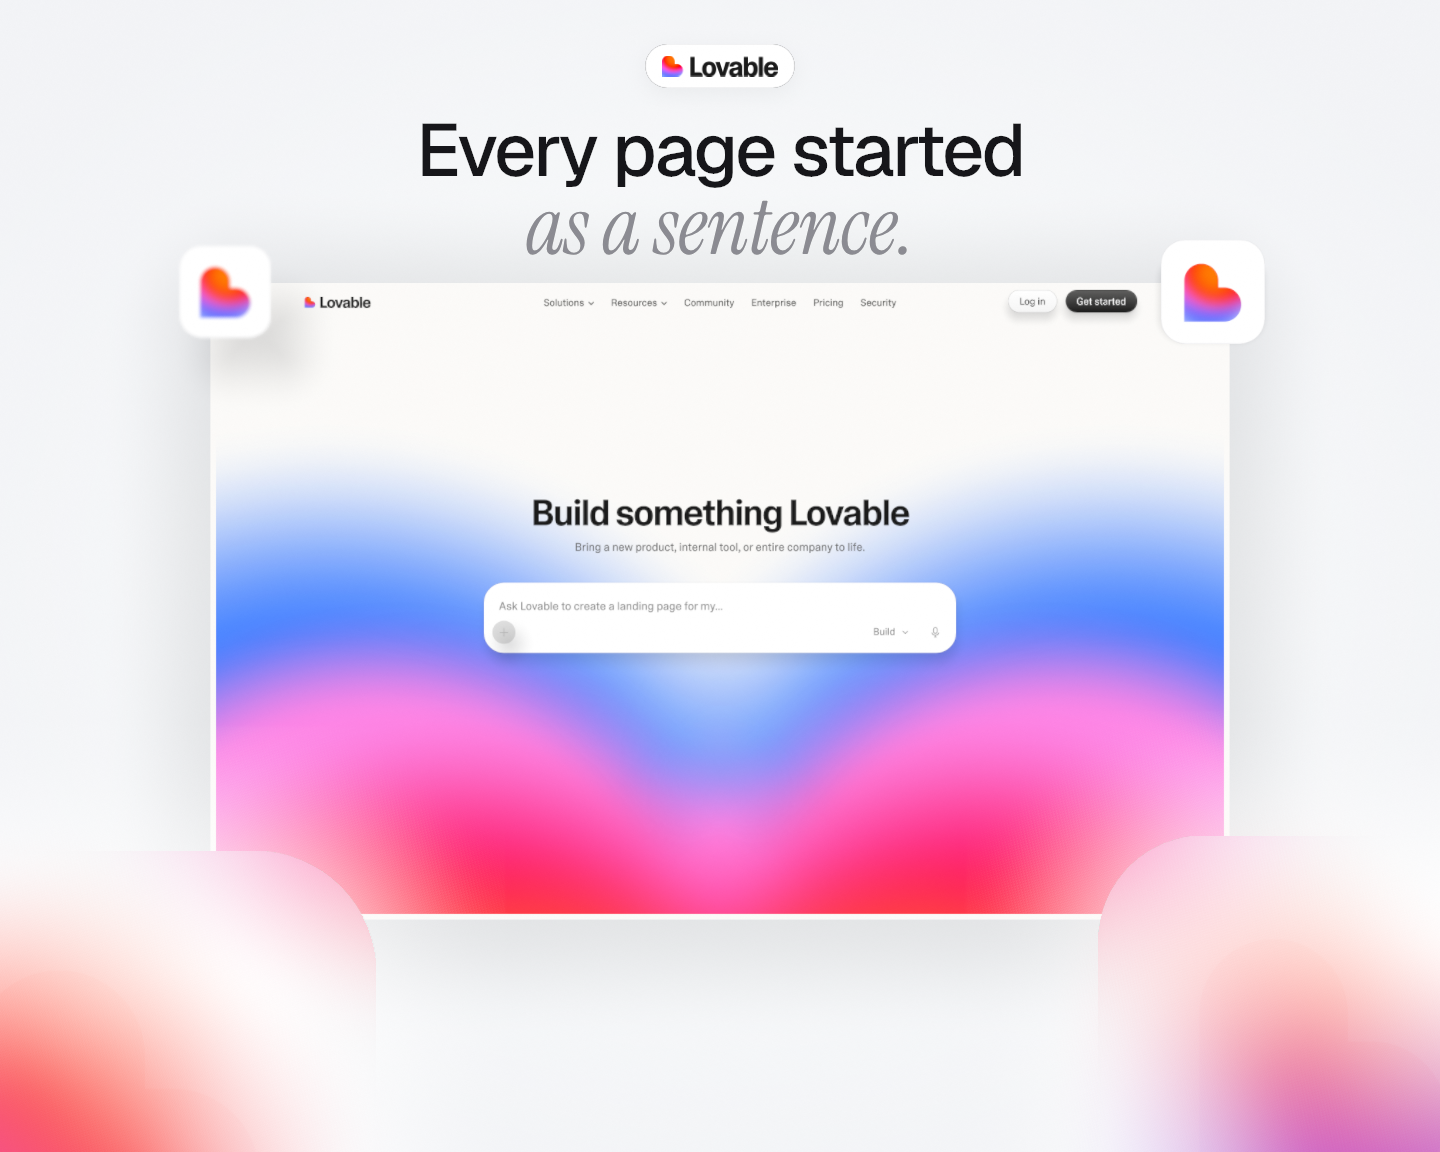 Lovable
Every page started
as a sentence.
Lovable
Solutions
Resources
Community
Enterprise
Pricing
Security
Log in
Get started
Build something Lovable
Bring a new product, internal tool, or entire company to life.
Ask Lovable to create a landing page for my...
Build